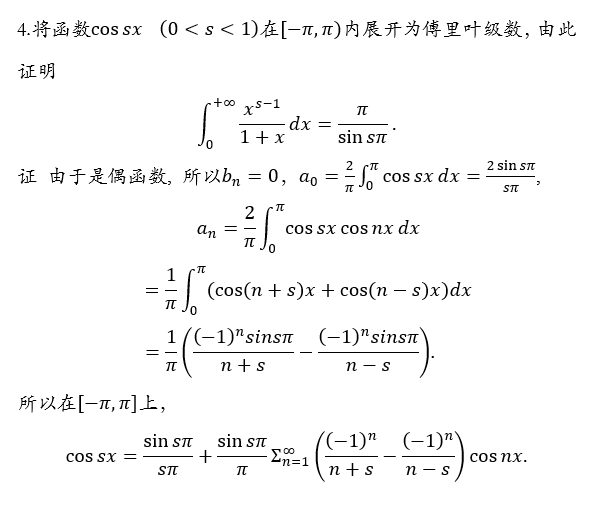 4.将函数cos sx （0 < s < 1)在[−π, π)内展开为傅里叶级数, 由此
证明
∫₀^{+∞} x^{s−1}/(1 + x) dx = π/(sin sπ) .
证 由于是偶函数, 所以bₙ = 0, a₀ = (2/π)∫₀^π cos sx dx = (2 sin sπ)/(sπ),
aₙ = (2/π)∫₀^π cos sx cos nx dx
= (1/π)∫₀^π (cos(n + s)x + cos(n − s)x)dx
= (1/π)( ((−1)ⁿsinsπ)/(n + s) − ((−1)ⁿsinsπ)/(n − s) ).
所以在[−π, π]上,
cos sx = (sin sπ)/(sπ) + (sin sπ)/π Σ_{n=1}^{∞} ( (−1)ⁿ/(n + s) − (−1)ⁿ/(n − s) ) cos nx.